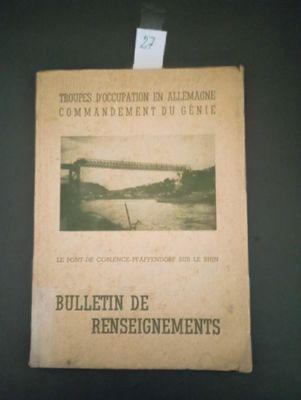 27
TROUPES D'OCCUPATION EN ALLEMAGNE
COMMANDEMENT DU GÉNIE
LE PONT DE COBLENCE-PFAFFENDORF SUR LE RHIN
BULLETIN DE
RENSEIGNEMENTS